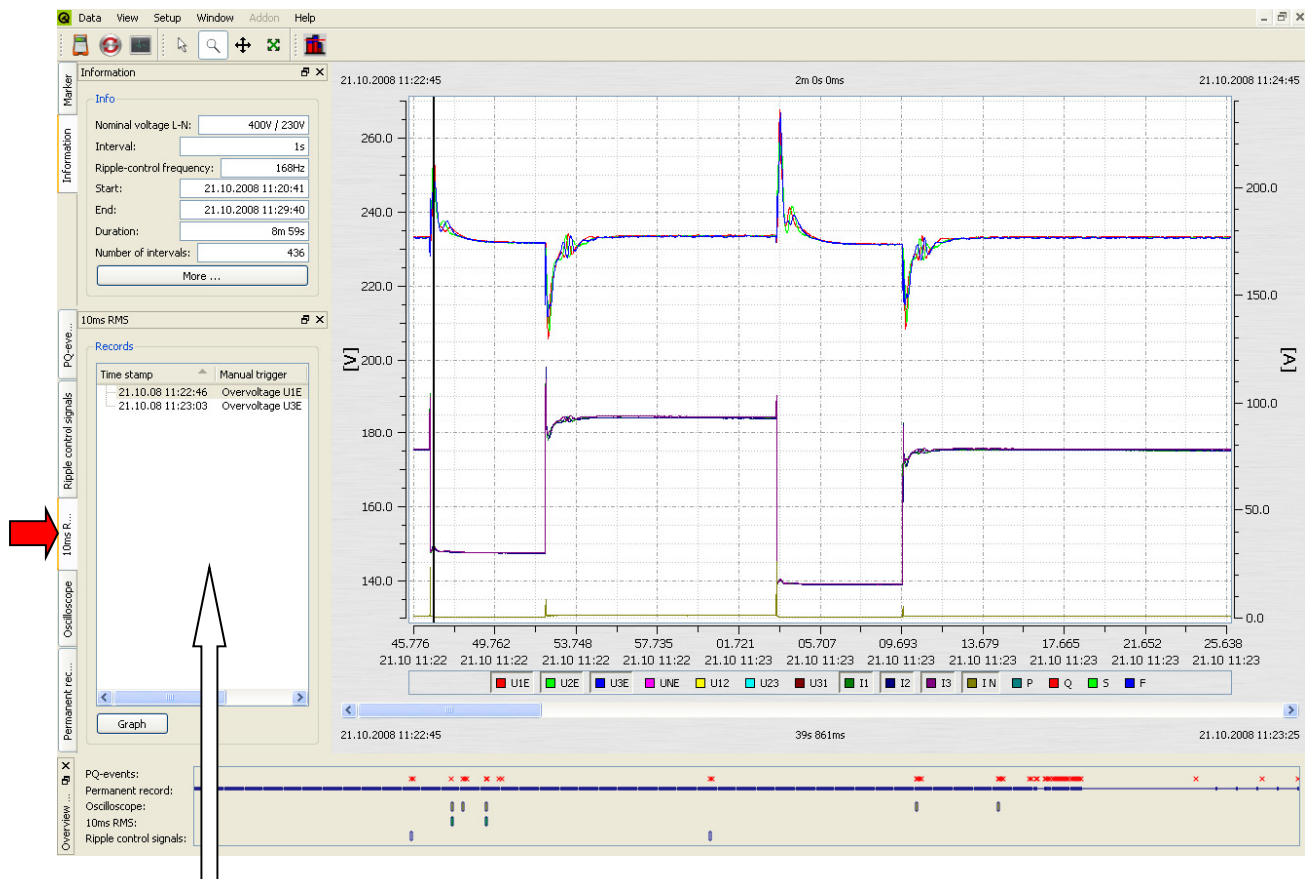 Data View Setup Window Addon Help
Information
21.10.2008 11:22:45 2m 0s 0ms 21.10.2008 11:24:45
Marker
Information
Info
Nominal voltage L-N: 400V / 230V
Interval: 1s
Ripple-control frequency: 168Hz
Start: 21.10.2008 11:20:41
End: 21.10.2008 11:29:40
Duration: 8m 59s
Number of intervals: 436
More ...
PQ-eve...
Ripple control signals
10ms R...
Oscilloscope
Permanent rec...
10ms RMS
Records
Time stamp Manual trigger
21.10.08 11:22:46 Overvoltage U1E
21.10.08 11:23:03 Overvoltage U3E
Graph
[V]
260.0
240.0
220.0
200.0
180.0
160.0
140.0
[A]
200.0
150.0
100.0
50.0
0.0
45.776 49.762 53.748 57.735 01.721 05.707 09.693 13.679 17.665 21.652 25.638
21.10 11:22 21.10 11:22 21.10 11:22 21.10 11:22 21.10 11:23 21.10 11:23 21.10 11:23 21.10 11:23 21.10 11:23 21.10 11:23 21.10 11:23
U1E U2E U3E UNE U12 U23 U31 I1 I2 I3 I N P Q S F
21.10.2008 11:22:45 39s 861ms 21.10.2008 11:23:25
Overview ...
PQ-events:
Permanent record:
Oscilloscope:
10ms RMS:
Ripple control signals: